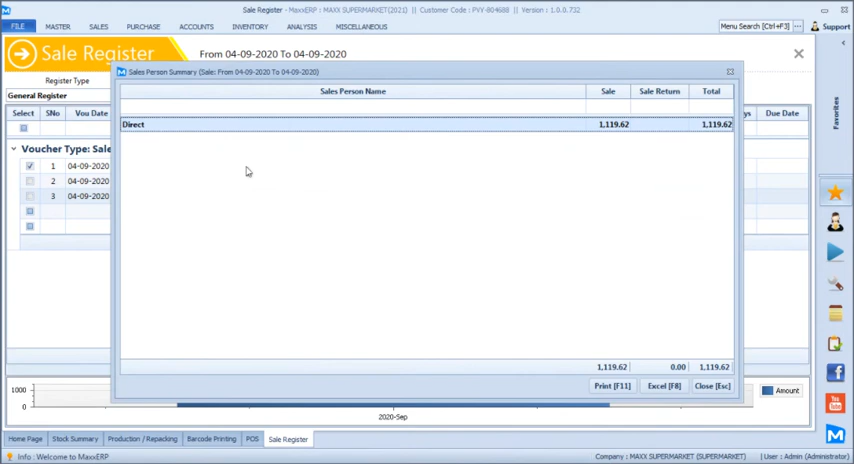 Sale Register - MaxxERP : MAXX SUPERMARKET(2021) || Customer Code : PVY-804688 || Version : 1.0.0.732
FILE MASTER SALES PURCHASE ACCOUNTS INVENTORY ANALYSIS MISCELLANEOUS Menu Search [Ctrl+F3] ... Support
Sale Register From 04-09-2020 To 04-09-2020
Register Type
Sales Person Summary (Sale: From 04-09-2020 To 04-09-2020)
General Register
Sales Person Name Sale Sale Return Total
Select SNo Vou Date ys Due Date
Favorites
Direct 1,119.62 1,119.62
Voucher Type: Sale
1 04-09-2020
2 04-09-2020
3 04-09-2020
1,119.62 0.00 1,119.62
Print [F11] Excel [F8] Close [Esc]
1000
0
Amount
2020-Sep
Home Page Stock Summary Production / Repacking Barcode Printing POS Sale Register
Info : Welcome to MaxxERP Company : MAXX SUPERMARKET (SUPERMARKET) User : Admin (Administrator)
You
Tube